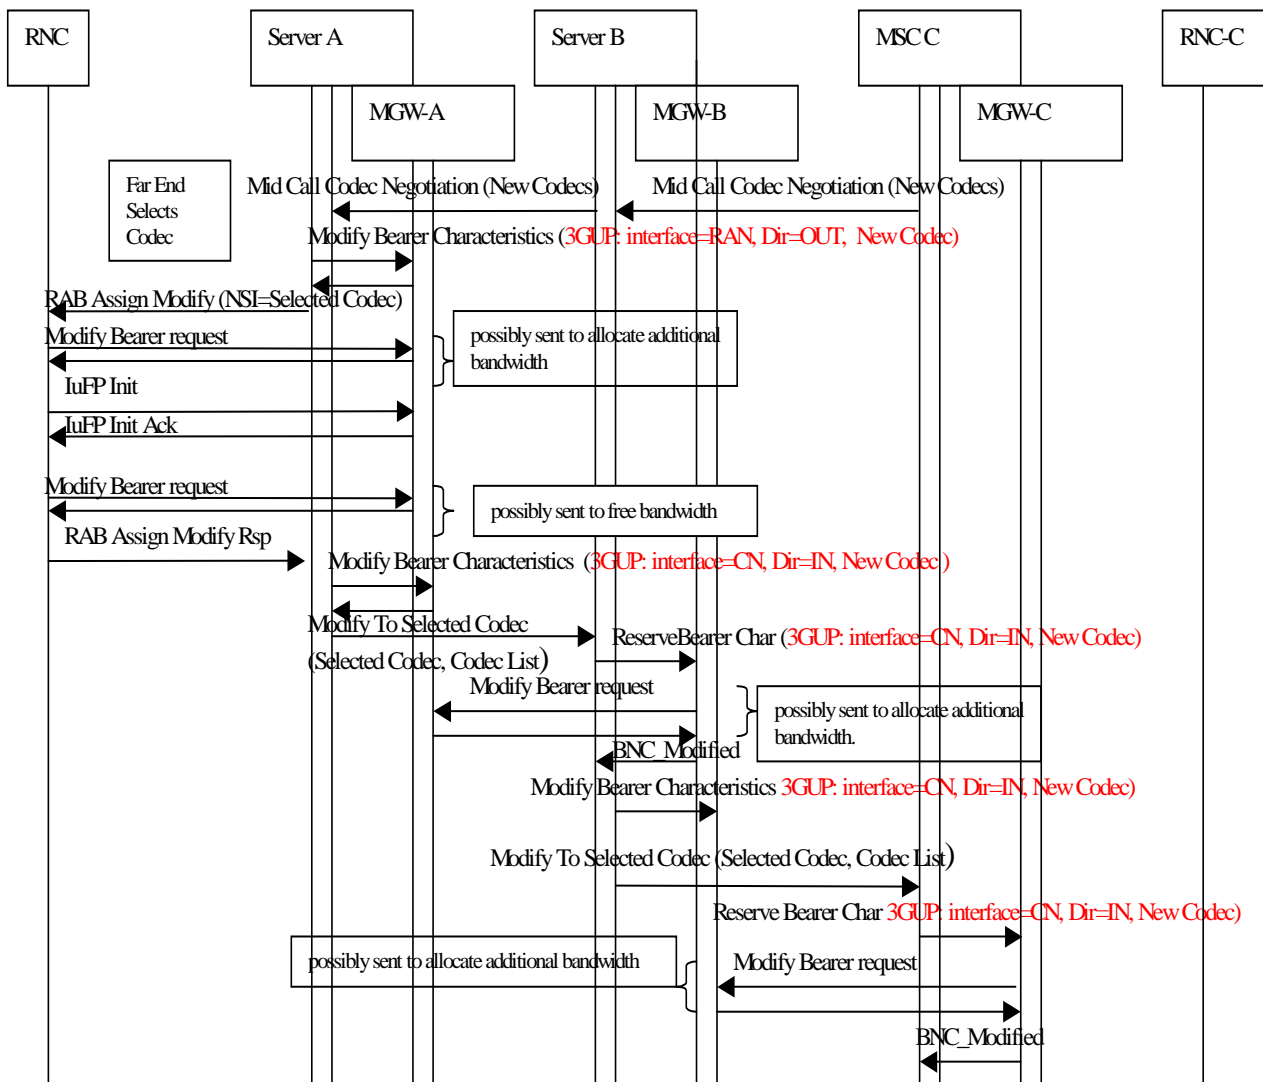 RNC
Server A
Server B
MSC C
RNC-C
MGW-A
MGW-B
MGW-C
Far End
Selects
Codec
Mid Call Codec Negotiation (New Codecs)
Mid Call Codec Negotiation (New Codecs)
Modify Bearer Characteristics (3GUP: interface=RAN, Dir=OUT, New Codec)
RAB Assign Modify (NSI=Selected Codec)
Modify Bearer request
possibly sent to allocate additional
bandwidth
IuFP Init
IuFP Init Ack
Modify Bearer request
possibly sent to free bandwidth
RAB Assign Modify Rsp
Modify Bearer Characteristics (3GUP: interface=CN, Dir=IN, New Codec )
Modify To Selected Codec
(Selected Codec, Codec List)
ReserveBearer Char (3GUP: interface=CN, Dir=IN, New Codec)
Modify Bearer request
possibly sent to allocate additional
bandwidth.
BNC_Modified
Modify Bearer Characteristics 3GUP: interface=CN, Dir=IN, New Codec)
Modify To Selected Codec (Selected Codec, Codec List)
Reserve Bearer Char 3GUP: interface=CN, Dir=IN, New Codec)
possibly sent to allocate additional bandwidth
Modify Bearer request
BNC_Modified